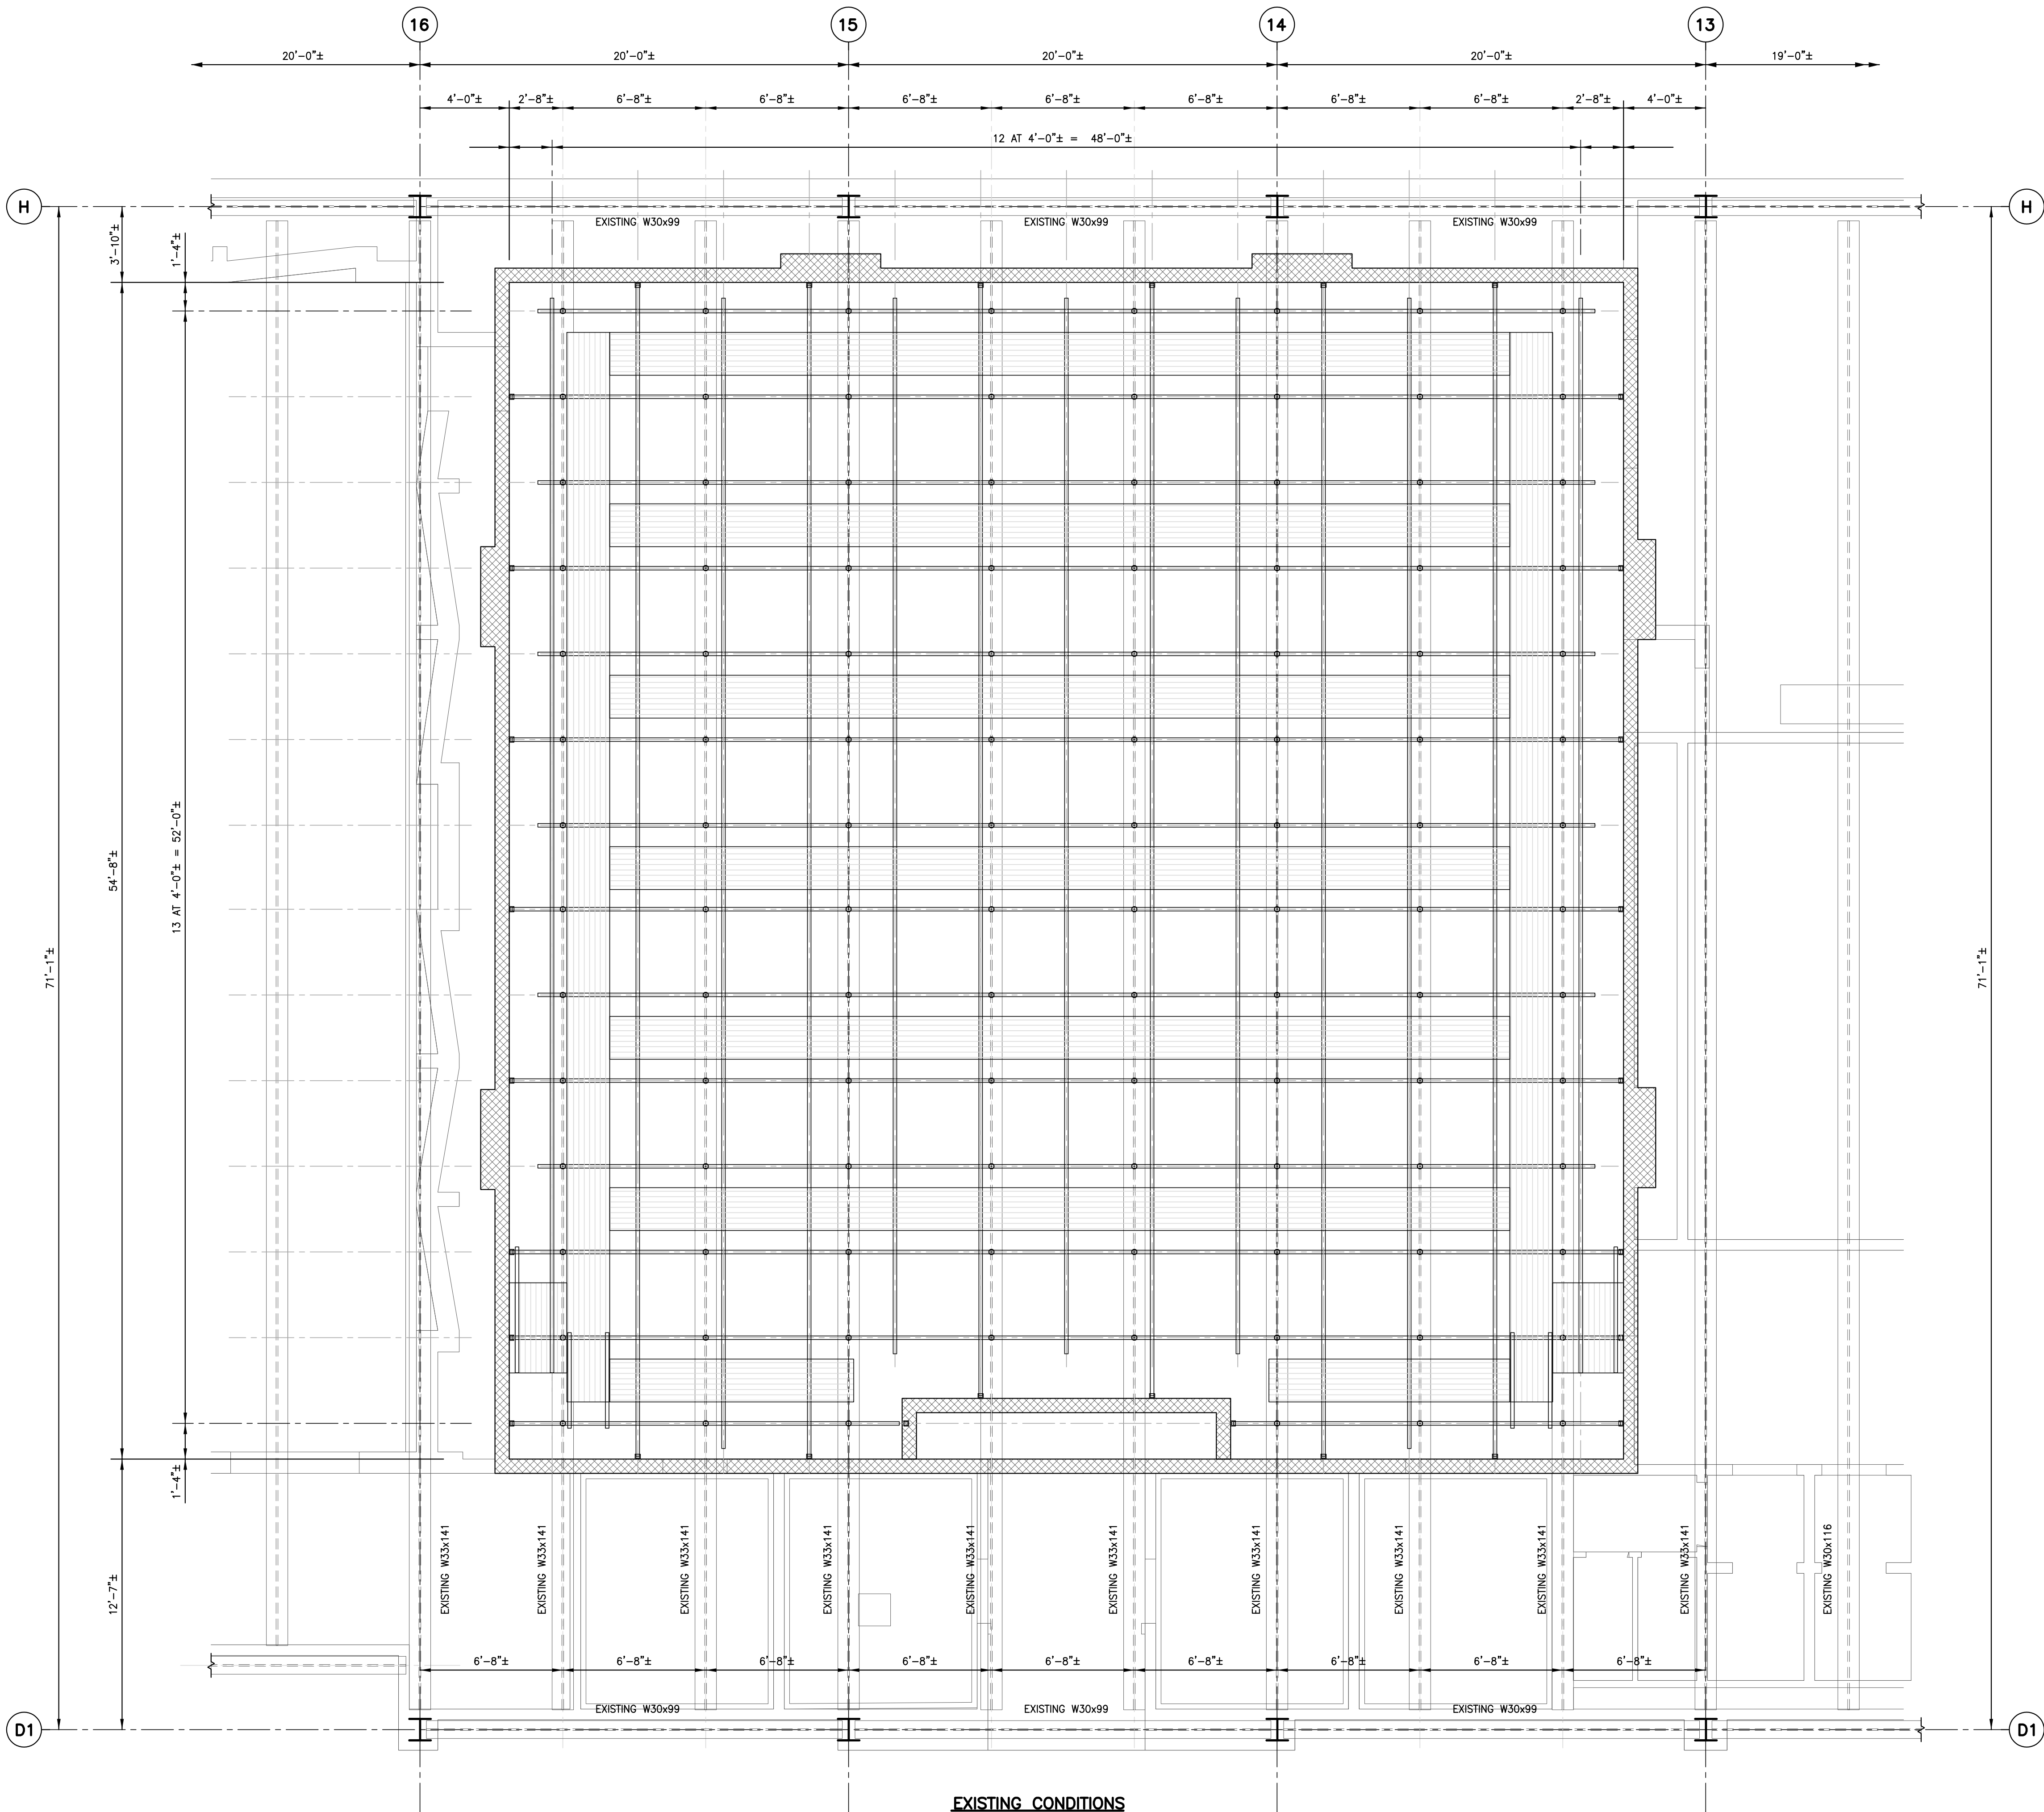 16 15 14 13
20'-0"± 20'-0"± 20'-0"± 20'-0"± 19'-0"±
4'-0"± 2'-8"± 6'-8"± 6'-8"± 6'-8"± 6'-8"± 6'-8"± 6'-8"± 6'-8"± 2'-8"± 4'-0"±
12 AT 4'-0"± = 48'-0"±
H H
EXISTING W30x99 EXISTING W30x99 EXISTING W30x99
3'-10"±
1'-4"±
13 AT 4'-0"± = 52'-0"±
54'-8"±
71'-1"±
71'-1"±
1'-4"±
12'-7"±
EXISTING W33x141
EXISTING W33x141
EXISTING W33x141
EXISTING W33x141
EXISTING W33x141
EXISTING W33x141
EXISTING W33x141
EXISTING W33x141
EXISTING W33x141
EXISTING W33x141
EXISTING W30x116
6'-8"± 6'-8"± 6'-8"± 6'-8"± 6'-8"± 6'-8"± 6'-8"± 6'-8"± 6'-8"±
EXISTING W30x99 EXISTING W30x99 EXISTING W30x99
D1 D1
EXISTING CONDITIONS